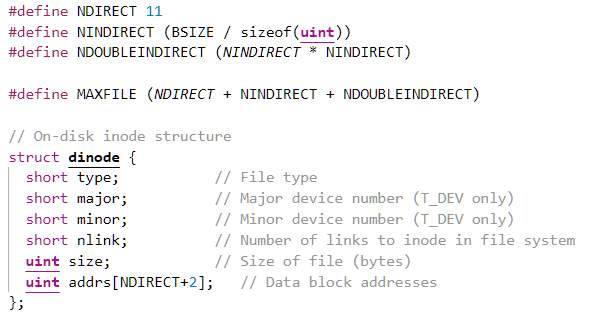 #define NDIRECT 11
#define NINDIRECT (BSIZE / sizeof(uint))
#define NDOUBLEINDIRECT (NINDIRECT * NINDIRECT)
#define MAXFILE (NDIRECT + NINDIRECT + NDOUBLEINDIRECT)
// On-disk inode structure
struct dinode {
  short type;           // File type
  short major;          // Major device number (T_DEV only)
  short minor;          // Minor device number (T_DEV only)
  short nlink;          // Number of links to inode in file system
  uint size;            // Size of file (bytes)
  uint addrs[NDIRECT+2];   // Data block addresses
};